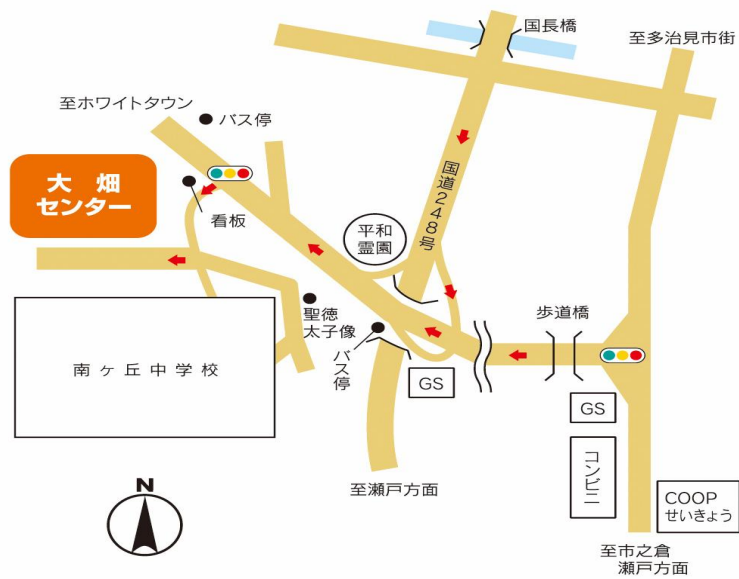 国長橋
至多治見市街
至ホワイトタウン
バス停
大畑
センター
看板
国道248号
平和
霊園
歩道橋
聖徳
太子像
バス停
南ヶ丘中学校
GS
GS
コンビニ
COOP
せいきょう
至瀬戸方面
N
至市之倉
瀬戸方面